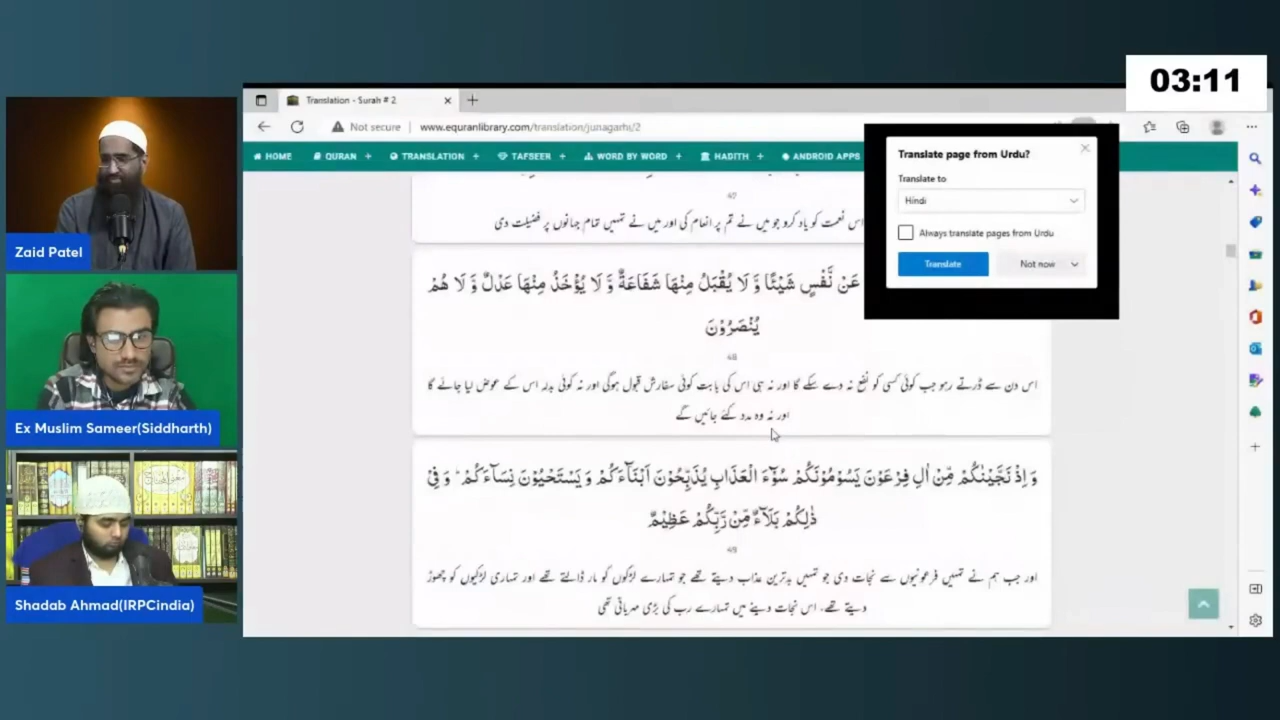 03:11
Translation - Surah # 2
Not secure
www.equranlibrary.com/translation/junagarhi/2
HOME
QURAN +
TRANSLATION +
TAFSEER +
WORD BY WORD +
HADITH +
ANDROID APPS
Translate page from Urdu?
Translate to
Hindi
Always translate pages from Urdu
Translate
Not now
47
اس نعمت کو یاد کرو جو میں نے تم پر انعام کی اور میں نے تمہیں تمام جہانوں پر فضیلت دی
عَنْ نَّفْسٍ شَيْئًا وَّ لَا يُقْبَلُ مِنْهَا شَفَاعَةٌ وَّ لَا يُؤْخَذُ مِنْهَا عَدْلٌ وَّ لَا هُمْ
يُنْصَرُوْنَ
48
اس دن سے ڈرتے رہو جب کوئی کسی کو نفع نہ دے سکے گا اور نہ ہی اس کی بابت کوئی سفارش قبول ہوگی اور نہ کوئی بدلہ اس کے عوض لیا جائے گا
اور نہ وہ مدد کئے جائیں گے
وَ اِذْ نَجَّيْنٰكُمْ مِّنْ اٰلِ فِرْعَوْنَ يَسُوْمُوْنَكُمْ سُوْٓءَ الْعَذَابِ يُذَبِّحُوْنَ اَبْنَآءَكُمْ وَ يَسْتَحْيُوْنَ نِسَآءَكُمْ ؕ وَ فِيْ
ذٰلِكُمْ بَلَآءٌ مِّنْ رَّبِّكُمْ عَظِيْمٌ
49
اور جب ہم نے تمہیں فرعونیوں سے نجات دی جو تمہیں بدترین عذاب دیتے تھے جو تمہارے لڑکوں کو مار ڈالتے تھے اور تمہاری لڑکیوں کو چھوڑ
دیتے تھے، اس نجات دینے میں تمہارے رب کی بڑی مہربانی تھی
Zaid Patel
Ex Muslim Sameer(Siddharth)
Shadab Ahmad(IRPCindia)